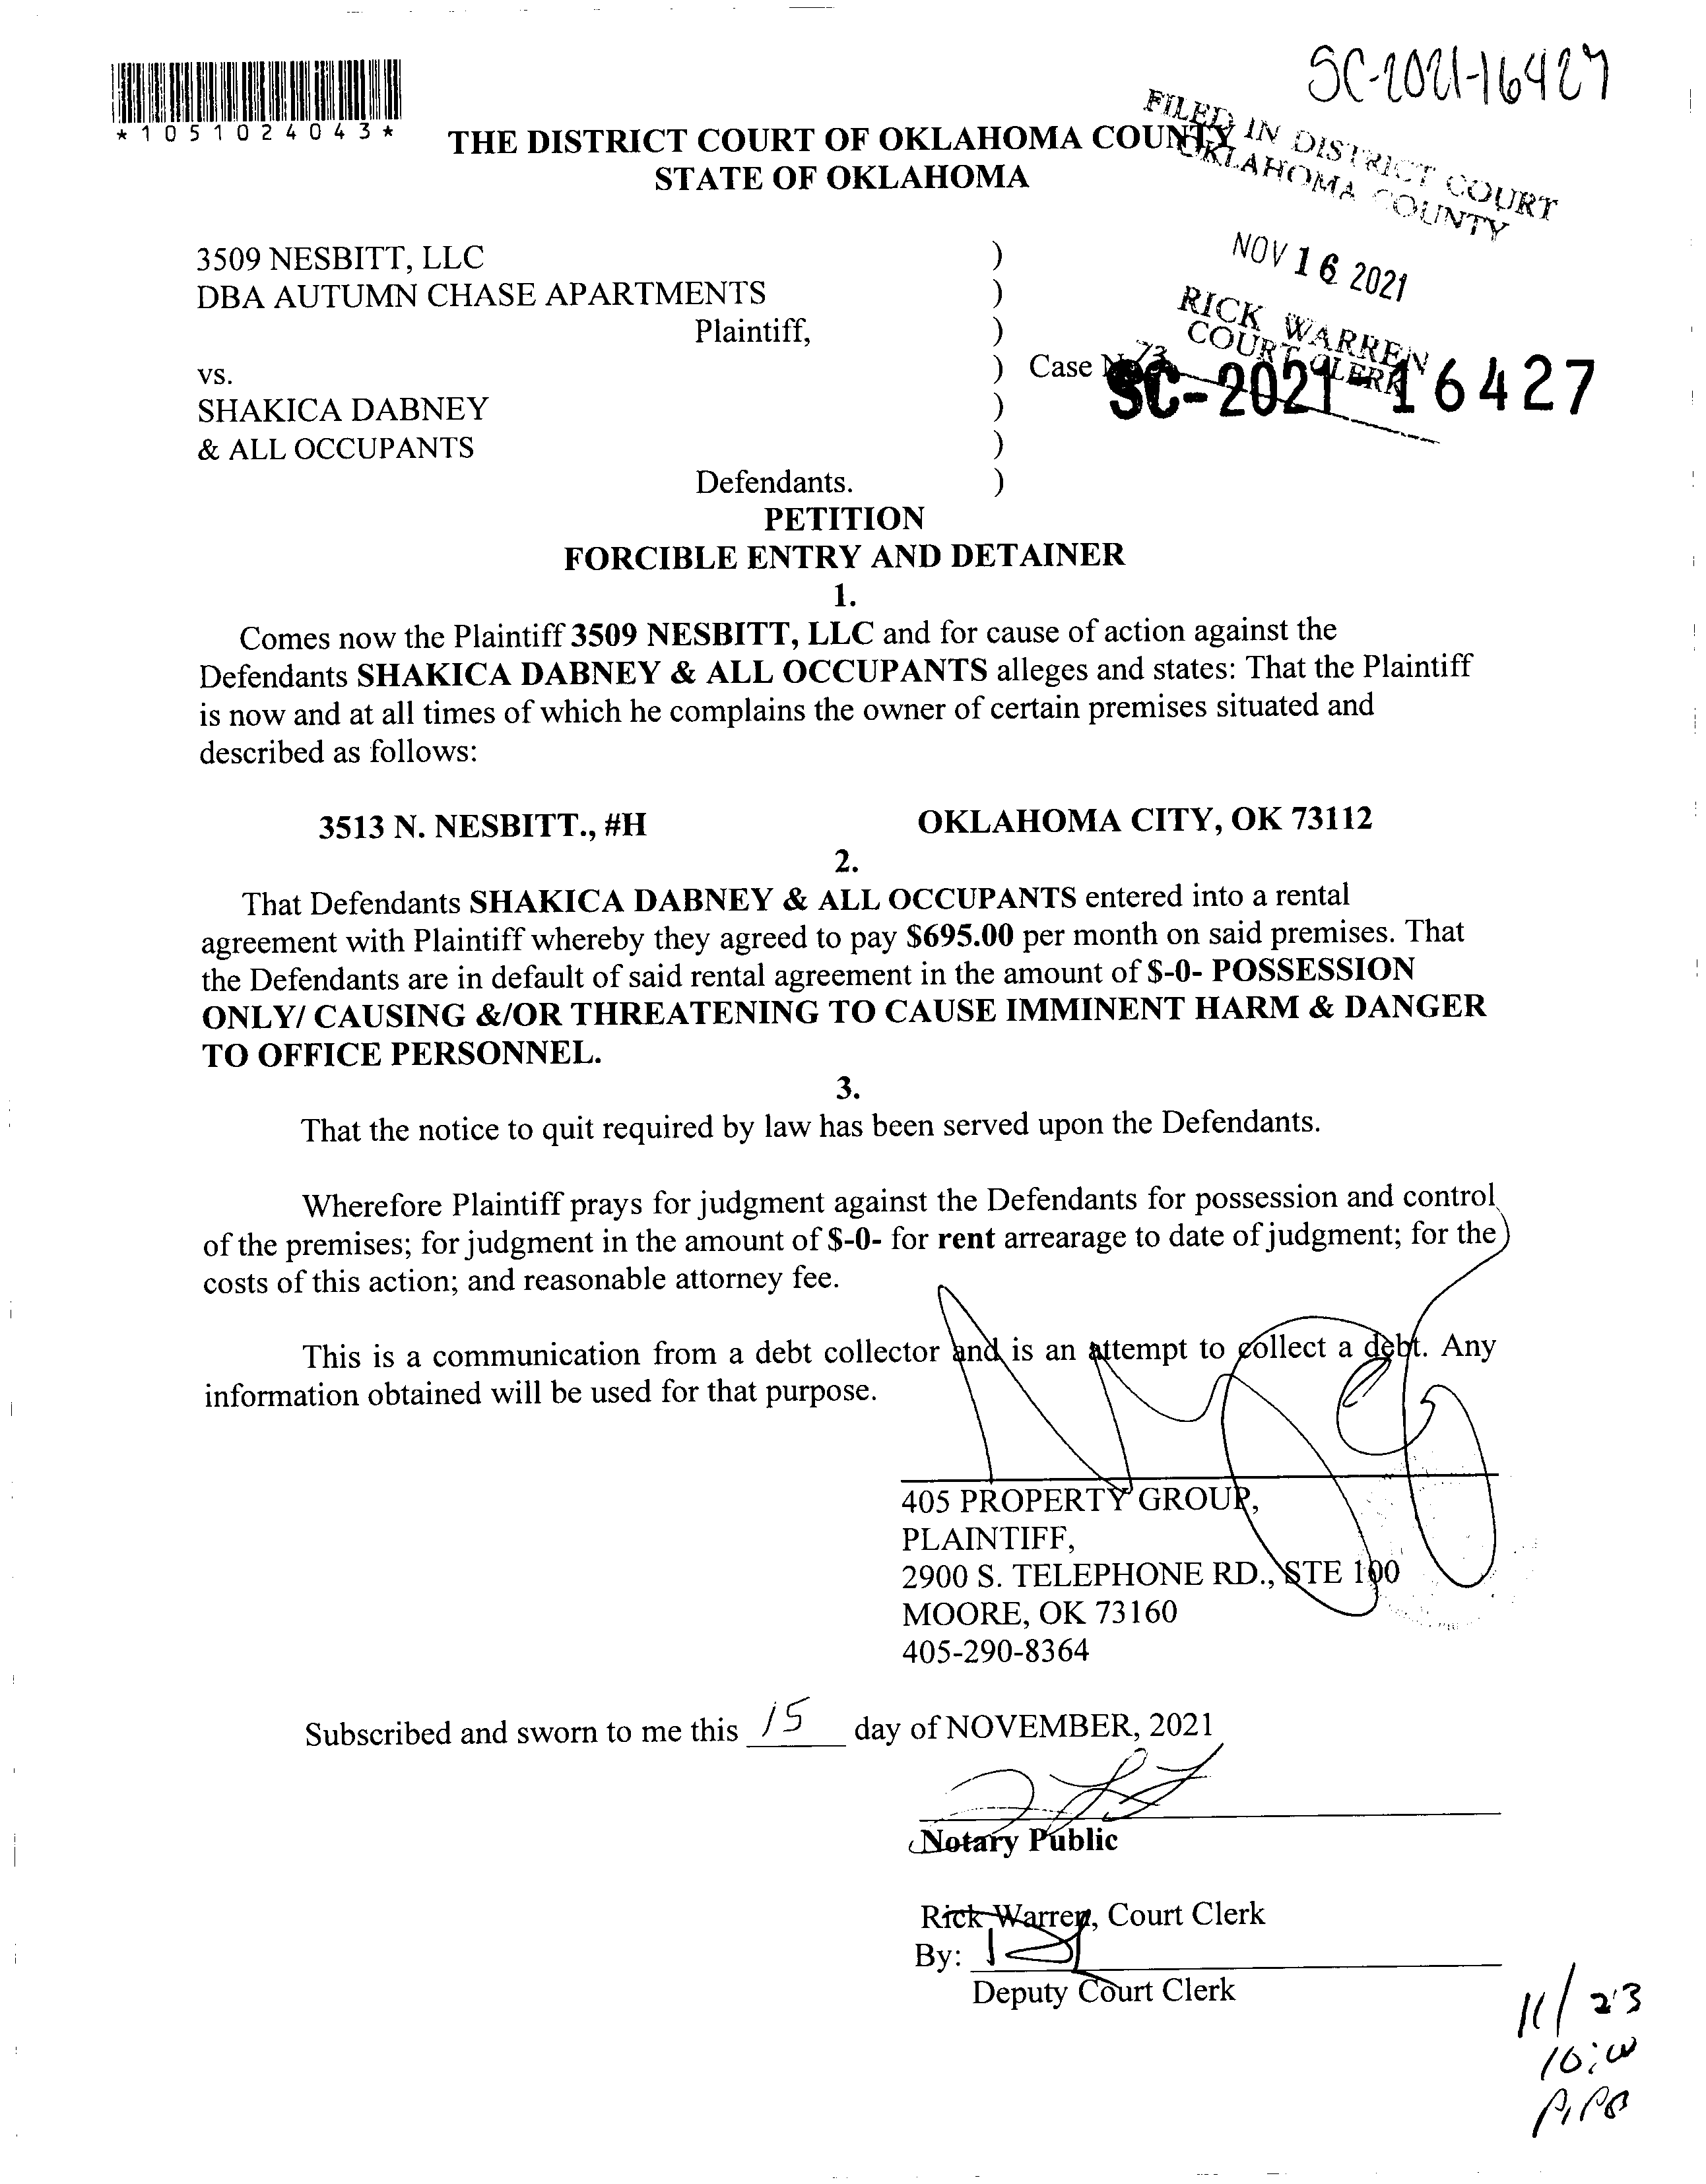 SC-2021-16427
*1051024043*
FILED IN DISTRICT COURT
OKLAHOMA COUNTY
THE DISTRICT COURT OF OKLAHOMA COUNTY
STATE OF OKLAHOMA
NOV 16 2021
RICK WARREN
COURT CLERK
73
3509 NESBITT, LLC )
DBA AUTUMN CHASE APARTMENTS )
Plaintiff, )
vs. ) Case No. SC-2021-16427
SHAKICA DABNEY )
& ALL OCCUPANTS )
Defendants. )
PETITION
FORCIBLE ENTRY AND DETAINER
1.
Comes now the Plaintiff 3509 NESBITT, LLC and for cause of action against the
Defendants SHAKICA DABNEY & ALL OCCUPANTS alleges and states: That the Plaintiff
is now and at all times of which he complains the owner of certain premises situated and
described as follows:
3513 N. NESBITT., #H OKLAHOMA CITY, OK 73112
2.
That Defendants SHAKICA DABNEY & ALL OCCUPANTS entered into a rental
agreement with Plaintiff whereby they agreed to pay $695.00 per month on said premises. That
the Defendants are in default of said rental agreement in the amount of $-0- POSSESSION
ONLY/ CAUSING &/OR THREATENING TO CAUSE IMMINENT HARM & DANGER
TO OFFICE PERSONNEL.
3.
That the notice to quit required by law has been served upon the Defendants.
Wherefore Plaintiff prays for judgment against the Defendants for possession and control
of the premises; for judgment in the amount of $-0- for rent arrearage to date of judgment; for the
costs of this action; and reasonable attorney fee.
This is a communication from a debt collector and is an attempt to collect a debt. Any
information obtained will be used for that purpose.
405 PROPERTY GROUP,
PLAINTIFF,
2900 S. TELEPHONE RD., STE 100
MOORE, OK 73160
405-290-8364
Subscribed and sworn to me this 15 day of NOVEMBER, 2021
Notary Public
Rick Warren, Court Clerk
By:
Deputy Court Clerk
11/23